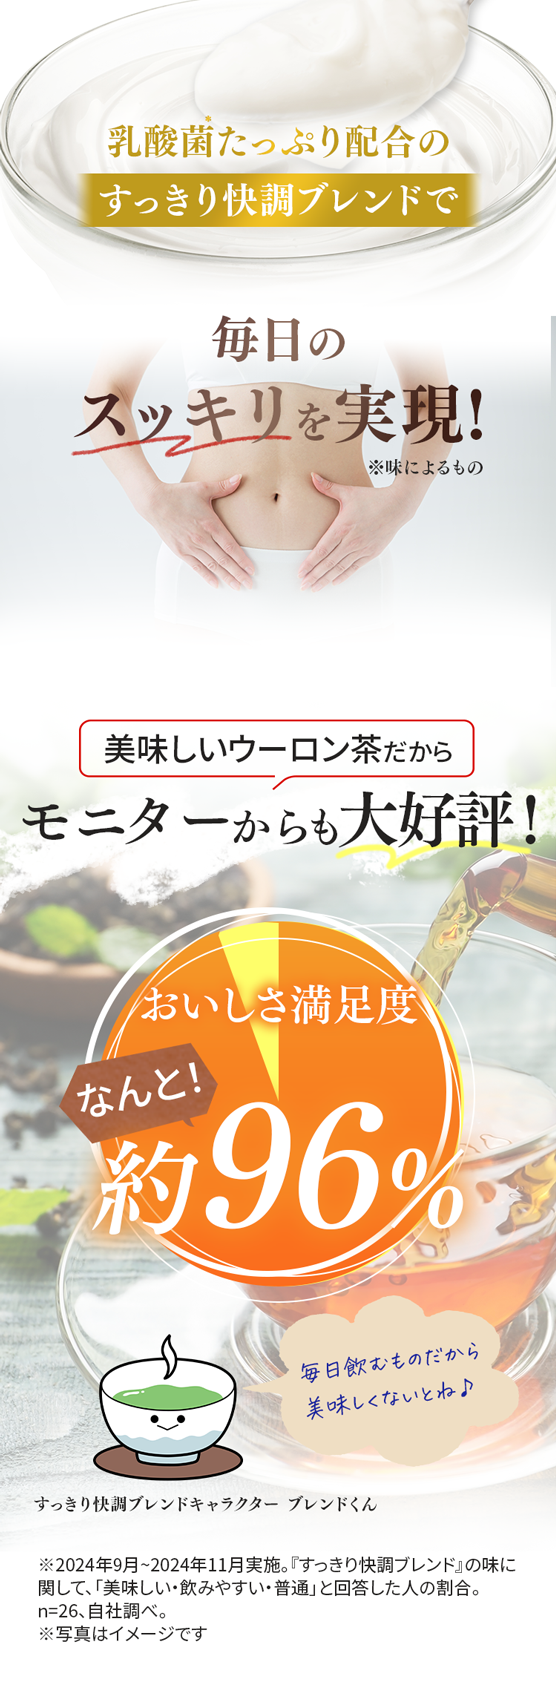 乳酸菌たっぷり配合の
すっきり快調ブレンドで
毎日の
スッキリを実現!
※味によるもの
美味しいウーロン茶だから
モニターからも大好評!
おいしさ満足度
なんと!
約96%
毎日飲むものだから
美味しくないとね♪
すっきり快調ブレンドキャラクター ブレンドくん
※2024年9月~2024年11月実施。『すっきり快調ブレンド』の味に
関して、「美味しい・飲みやすい・普通」と回答した人の割合。
n=26、自社調べ。
※写真はイメージです